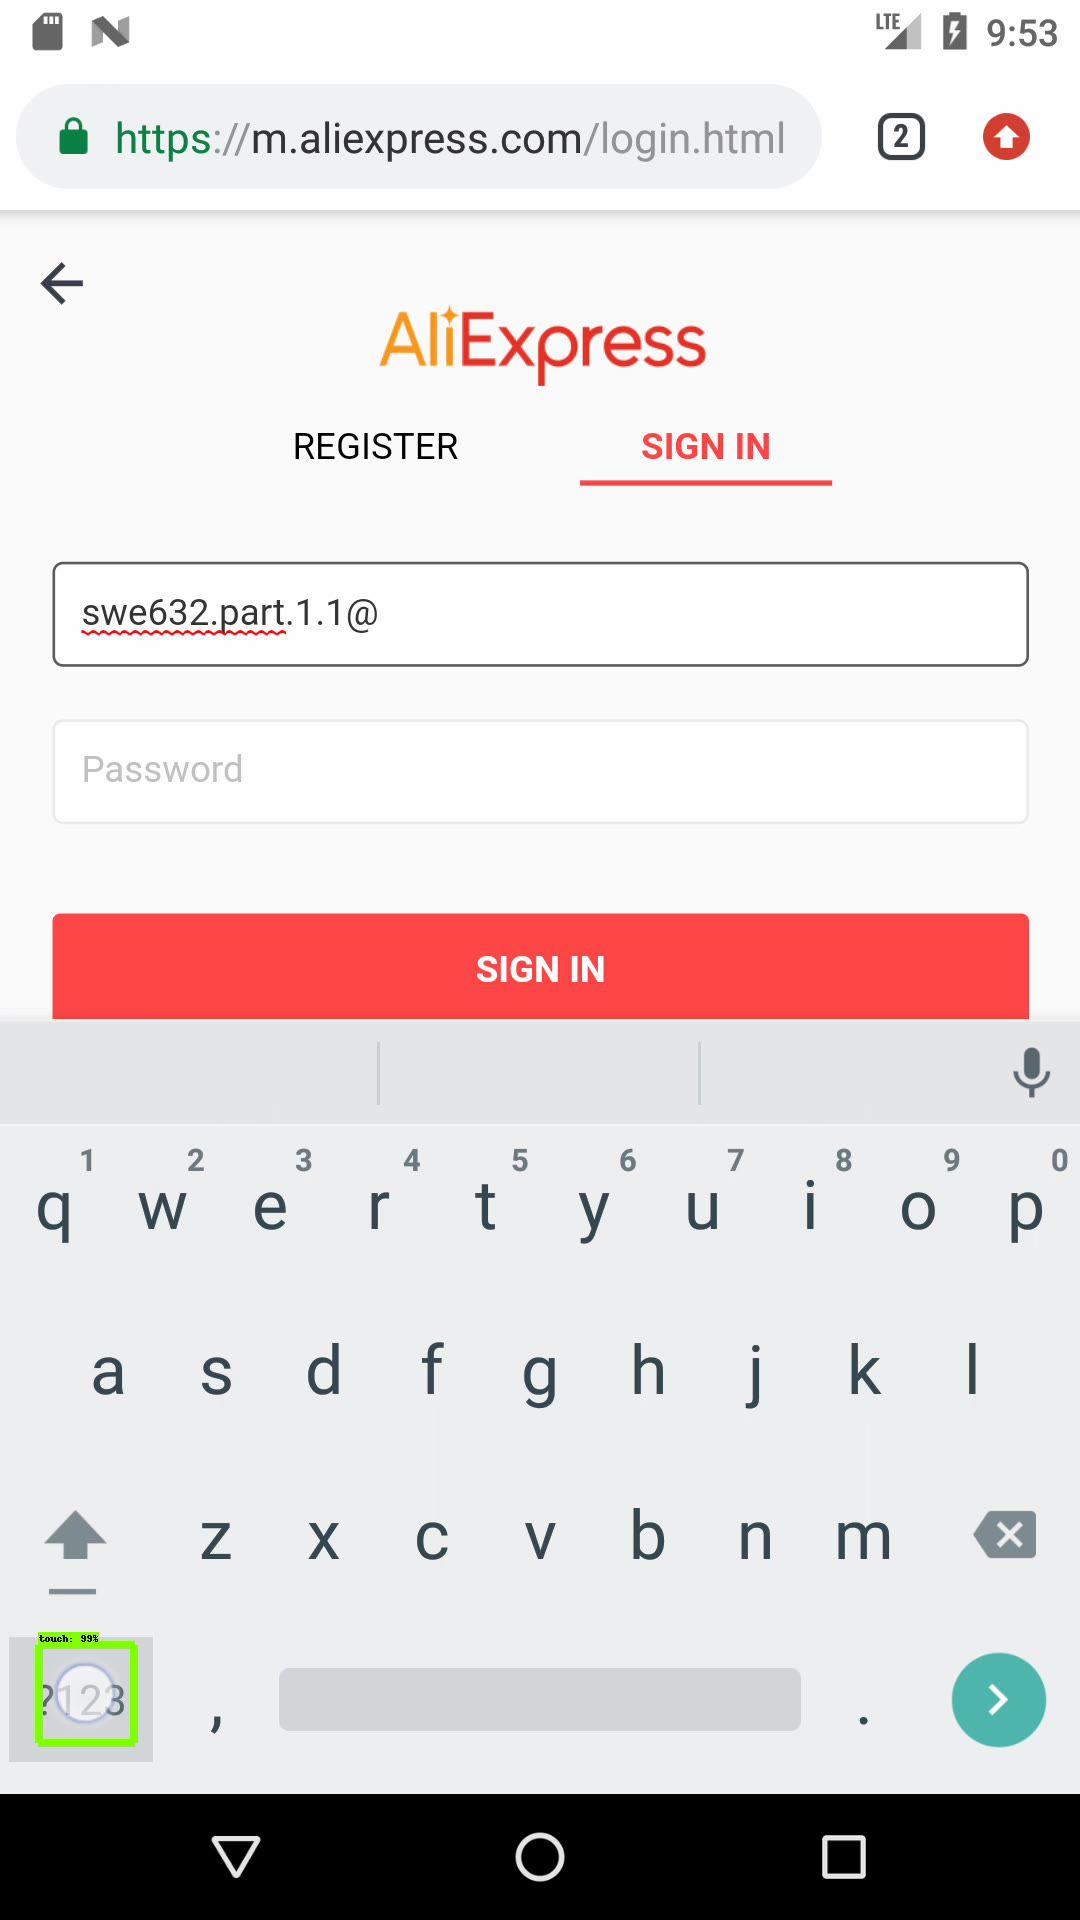 LTE 9:53
https://m.aliexpress.com/login.html 2
AliExpress
REGISTER SIGN IN
swe632.part.1.1@
Password
SIGN IN
1 2 3 4 5 6 7 8 9 0
q w e r t y u i o p
a s d f g h j k l
z x c v b n m
touch: 99%
?123 , .